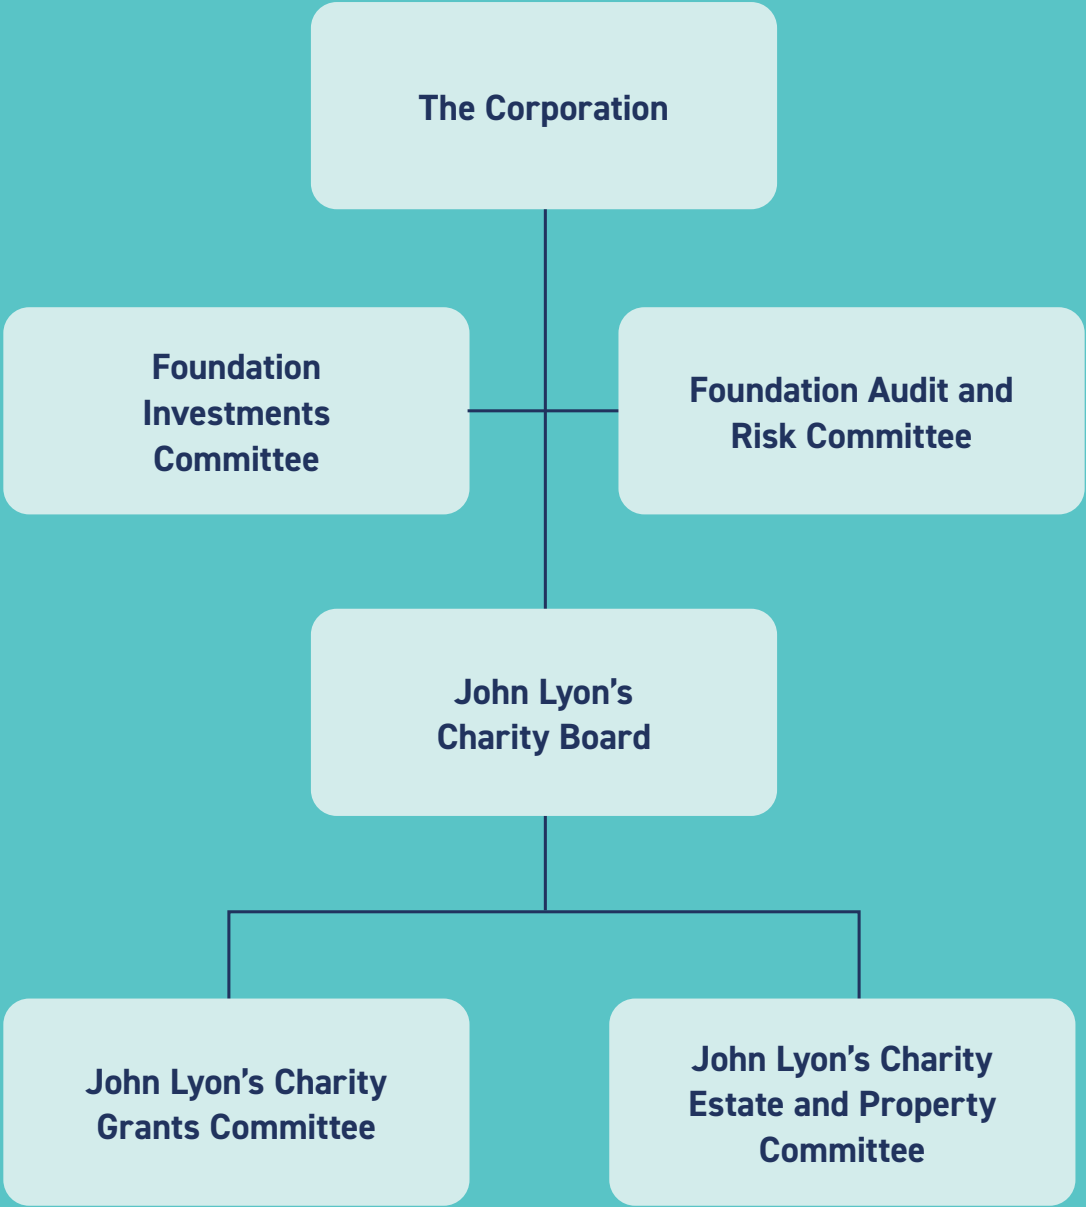 The Corporation
Foundation
Investments
Committee
Foundation Audit and
Risk Committee
John Lyon’s
Charity Board
John Lyon’s Charity
Grants Committee
John Lyon’s Charity
Estate and Property
Committee